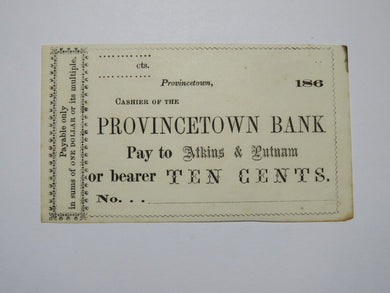 cts.
Provincetown, 186
CASHIER OF THE
PROVINCETOWN BANK
Pay to Atkins & Putnam
or bearer TEN CENTS.
No. . .
Payable only
in sums of ONE DOLLAR or its multiple.